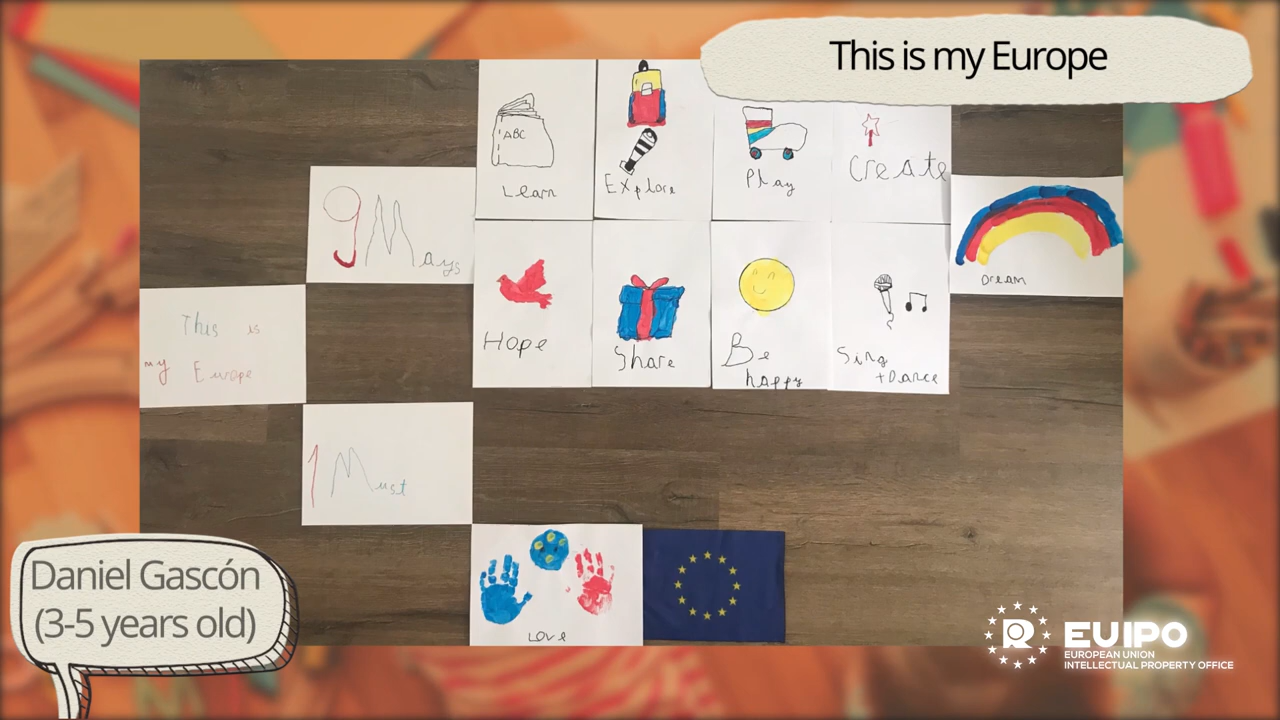 This is my Europe
ABC
Learn
Explore
Play
Create
9 Mays
Dream
This is
my Europe
Hope
Share
Be
happy
Sing
+Dance
1 Must
Love
Daniel Gascón
(3-5 years old)
R
EUIPO
EUROPEAN UNION
INTELLECTUAL PROPERTY OFFICE